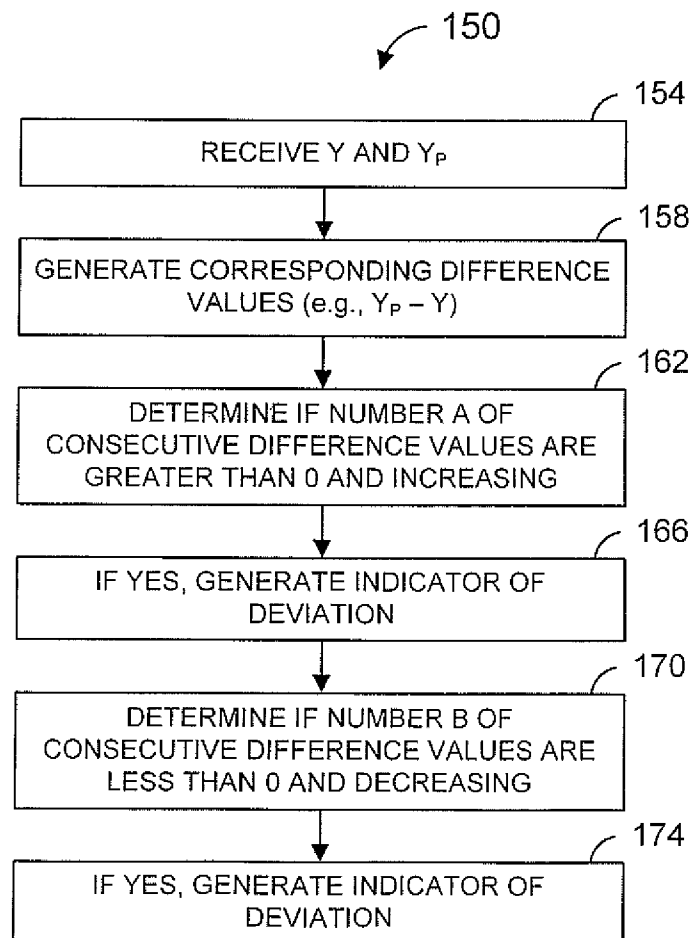 150
154
RECEIVE Y AND YP
158
GENERATE CORRESPONDING DIFFERENCE
VALUES (e.g., YP – Y)
162
DETERMINE IF NUMBER A OF
CONSECUTIVE DIFFERENCE VALUES ARE
GREATER THAN 0 AND INCREASING
166
IF YES, GENERATE INDICATOR OF
DEVIATION
170
DETERMINE IF NUMBER B OF
CONSECUTIVE DIFFERENCE VALUES ARE
LESS THAN 0 AND DECREASING
174
IF YES, GENERATE INDICATOR OF
DEVIATION